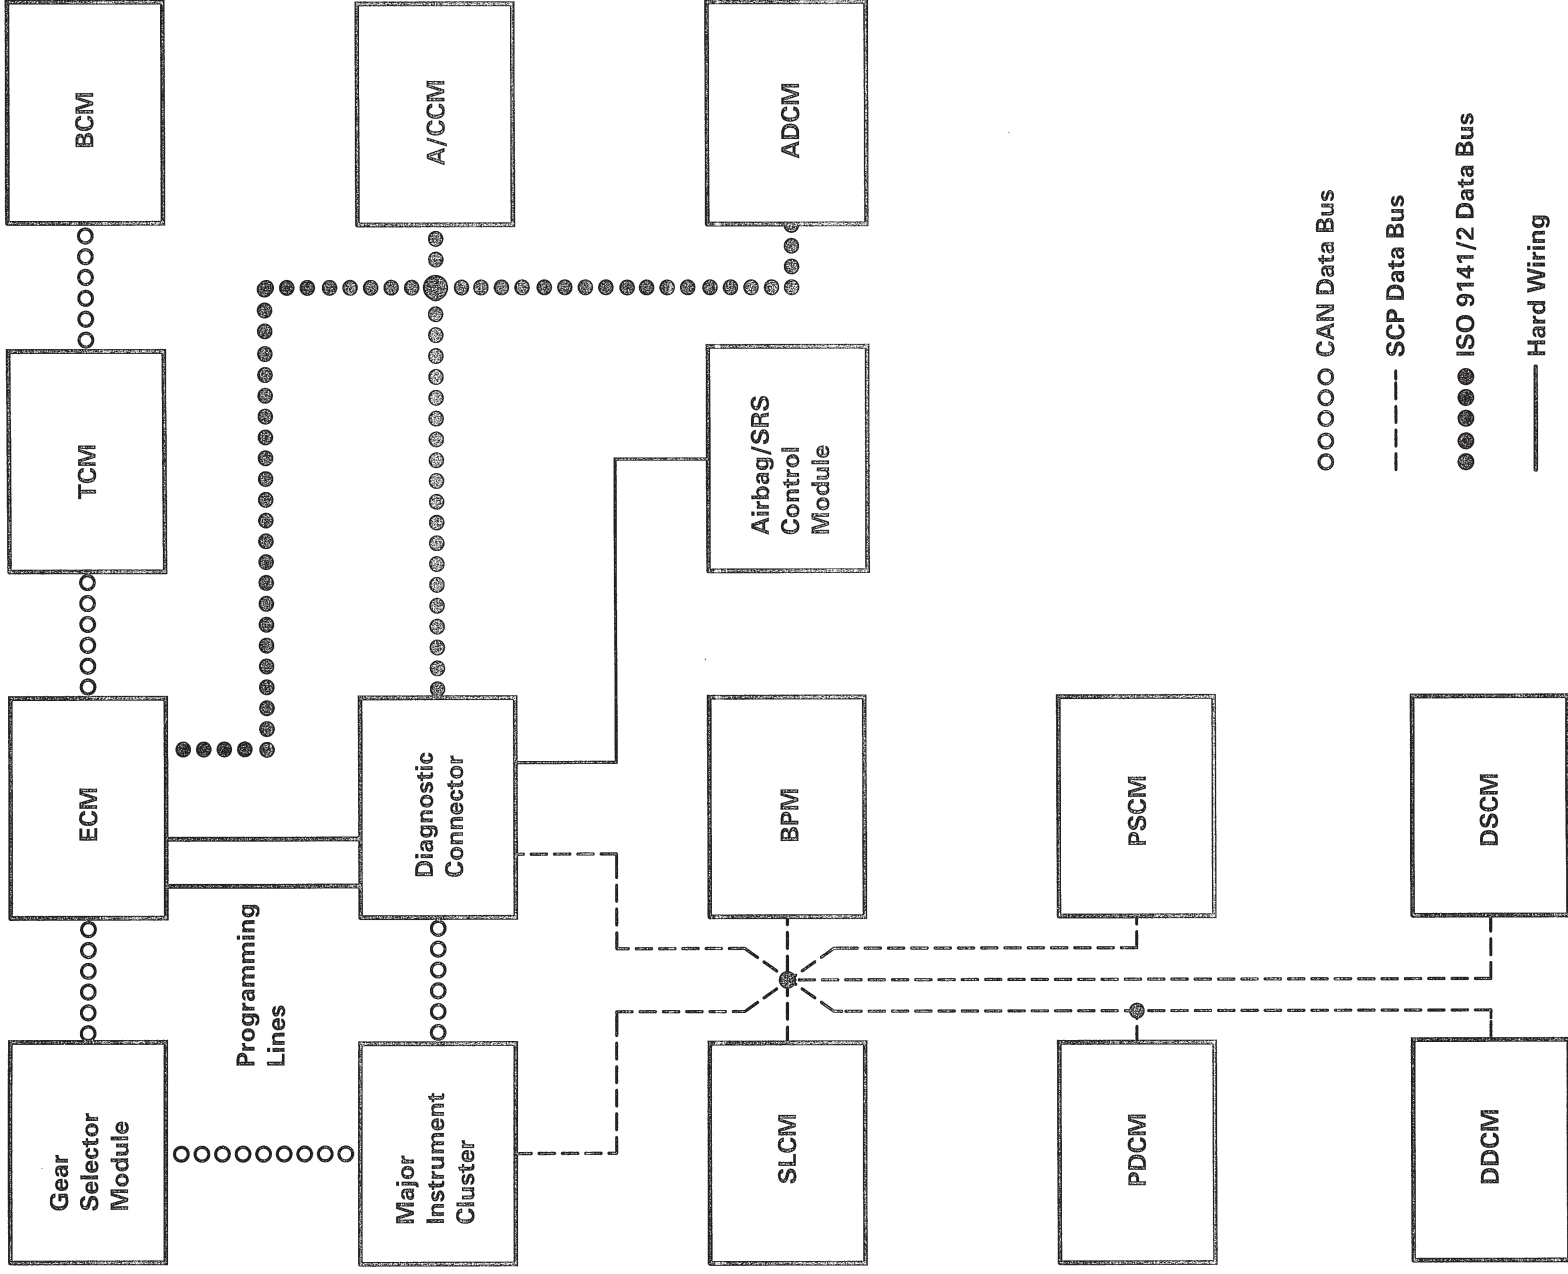 Gear
Selector
Module
ECM
TCM
BCM
Programming
Lines
Major
Instrument
Cluster
Diagnostic
Connector
A/CCM
SLCM
BPM
Airbag/SRS
Control
Module
ADCM
PDCM
PSCM
DDCM
DSCM
CAN Data Bus
SCP Data Bus
ISO 9141/2 Data Bus
Hard Wiring